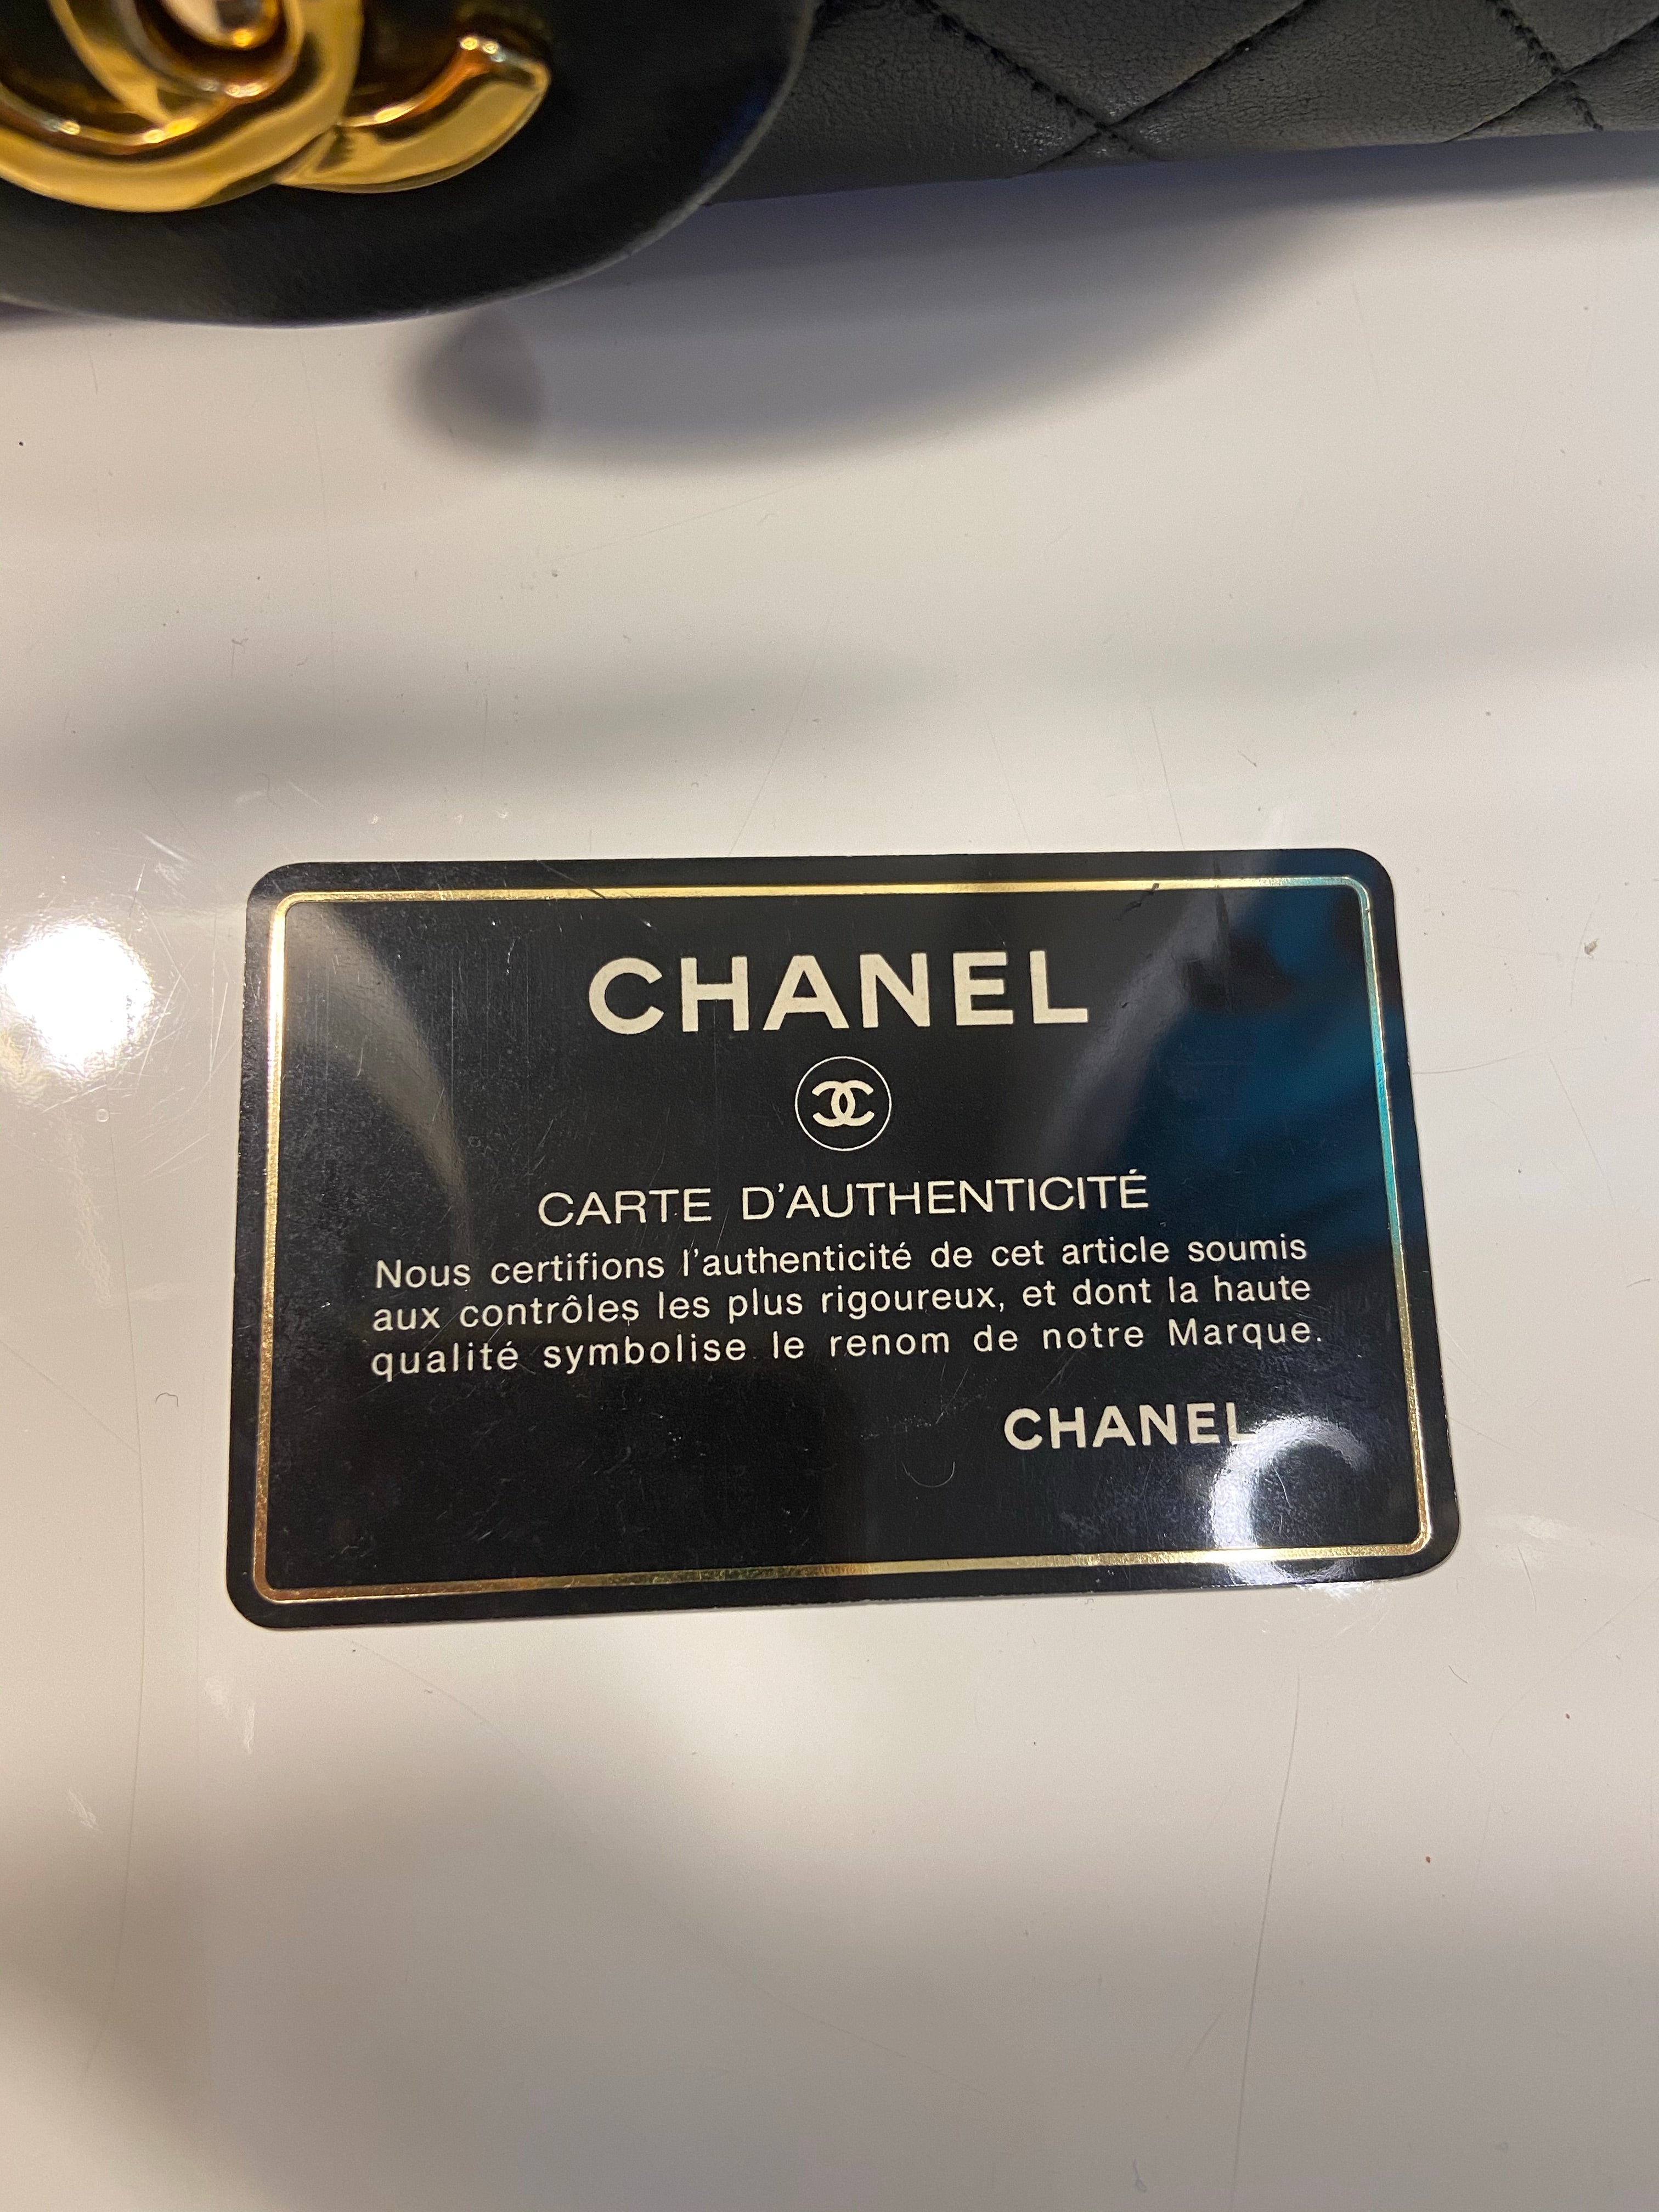 CHANEL
CARTE D'AUTHENTICITÉ
Nous certifions l'authenticité de cet article soumis
aux contrôles les plus rigoureux, et dont la haute
qualité symbolise le renom de notre Marque.
CHANEL